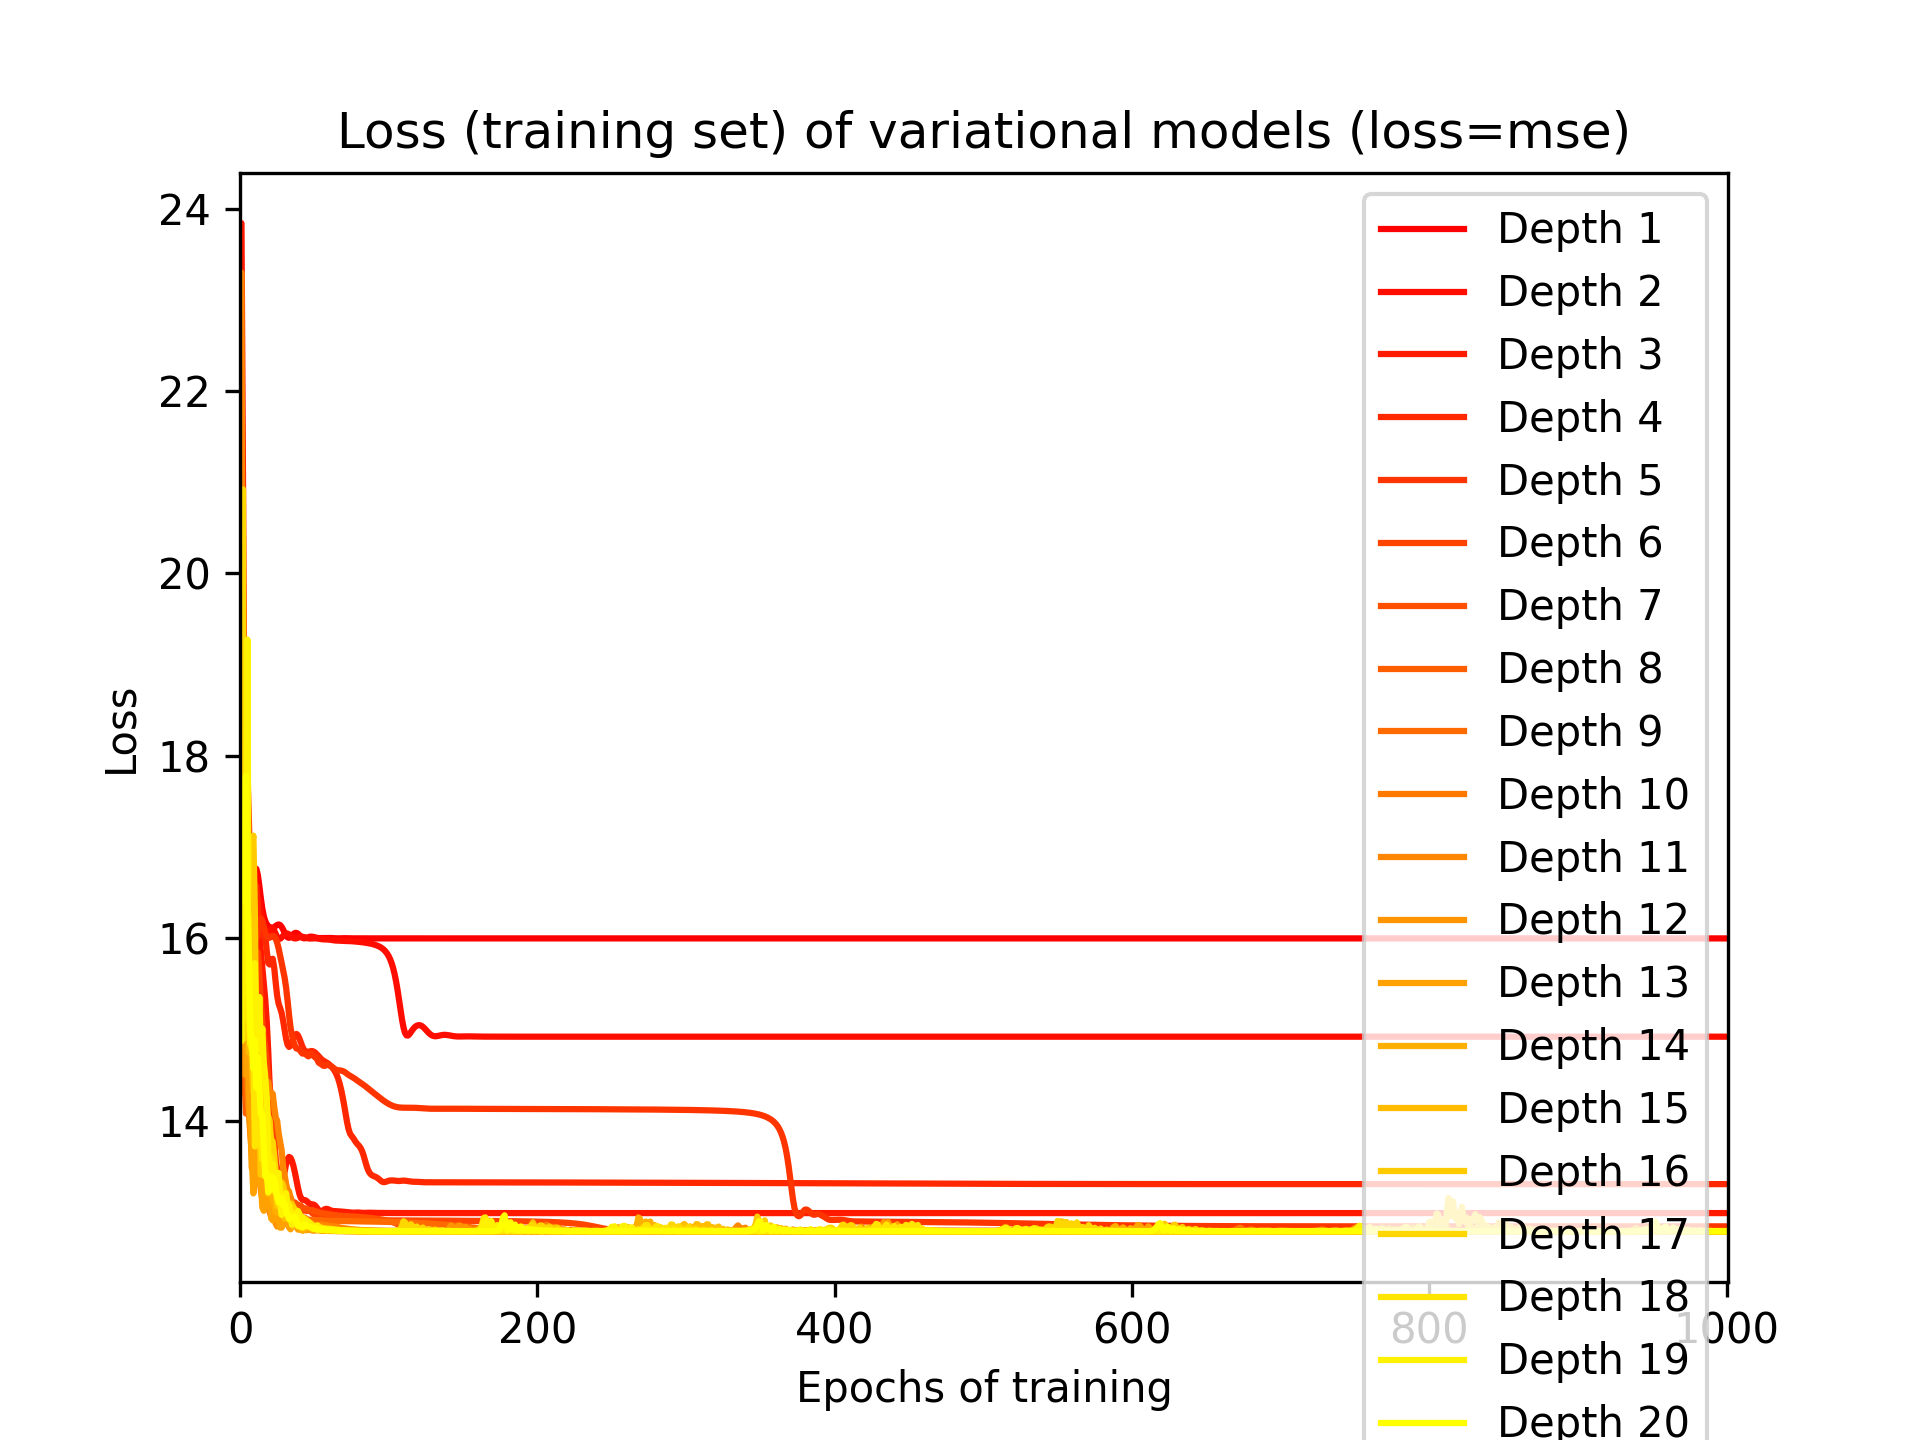 Loss (training set) of variational models (loss=mse)
24
22
20
18
16
14
Loss
0
200
400
600
800
1000
Epochs of training
Depth 1
Depth 2
Depth 3
Depth 4
Depth 5
Depth 6
Depth 7
Depth 8
Depth 9
Depth 10
Depth 11
Depth 12
Depth 13
Depth 14
Depth 15
Depth 16
Depth 17
Depth 18
Depth 19
Depth 20